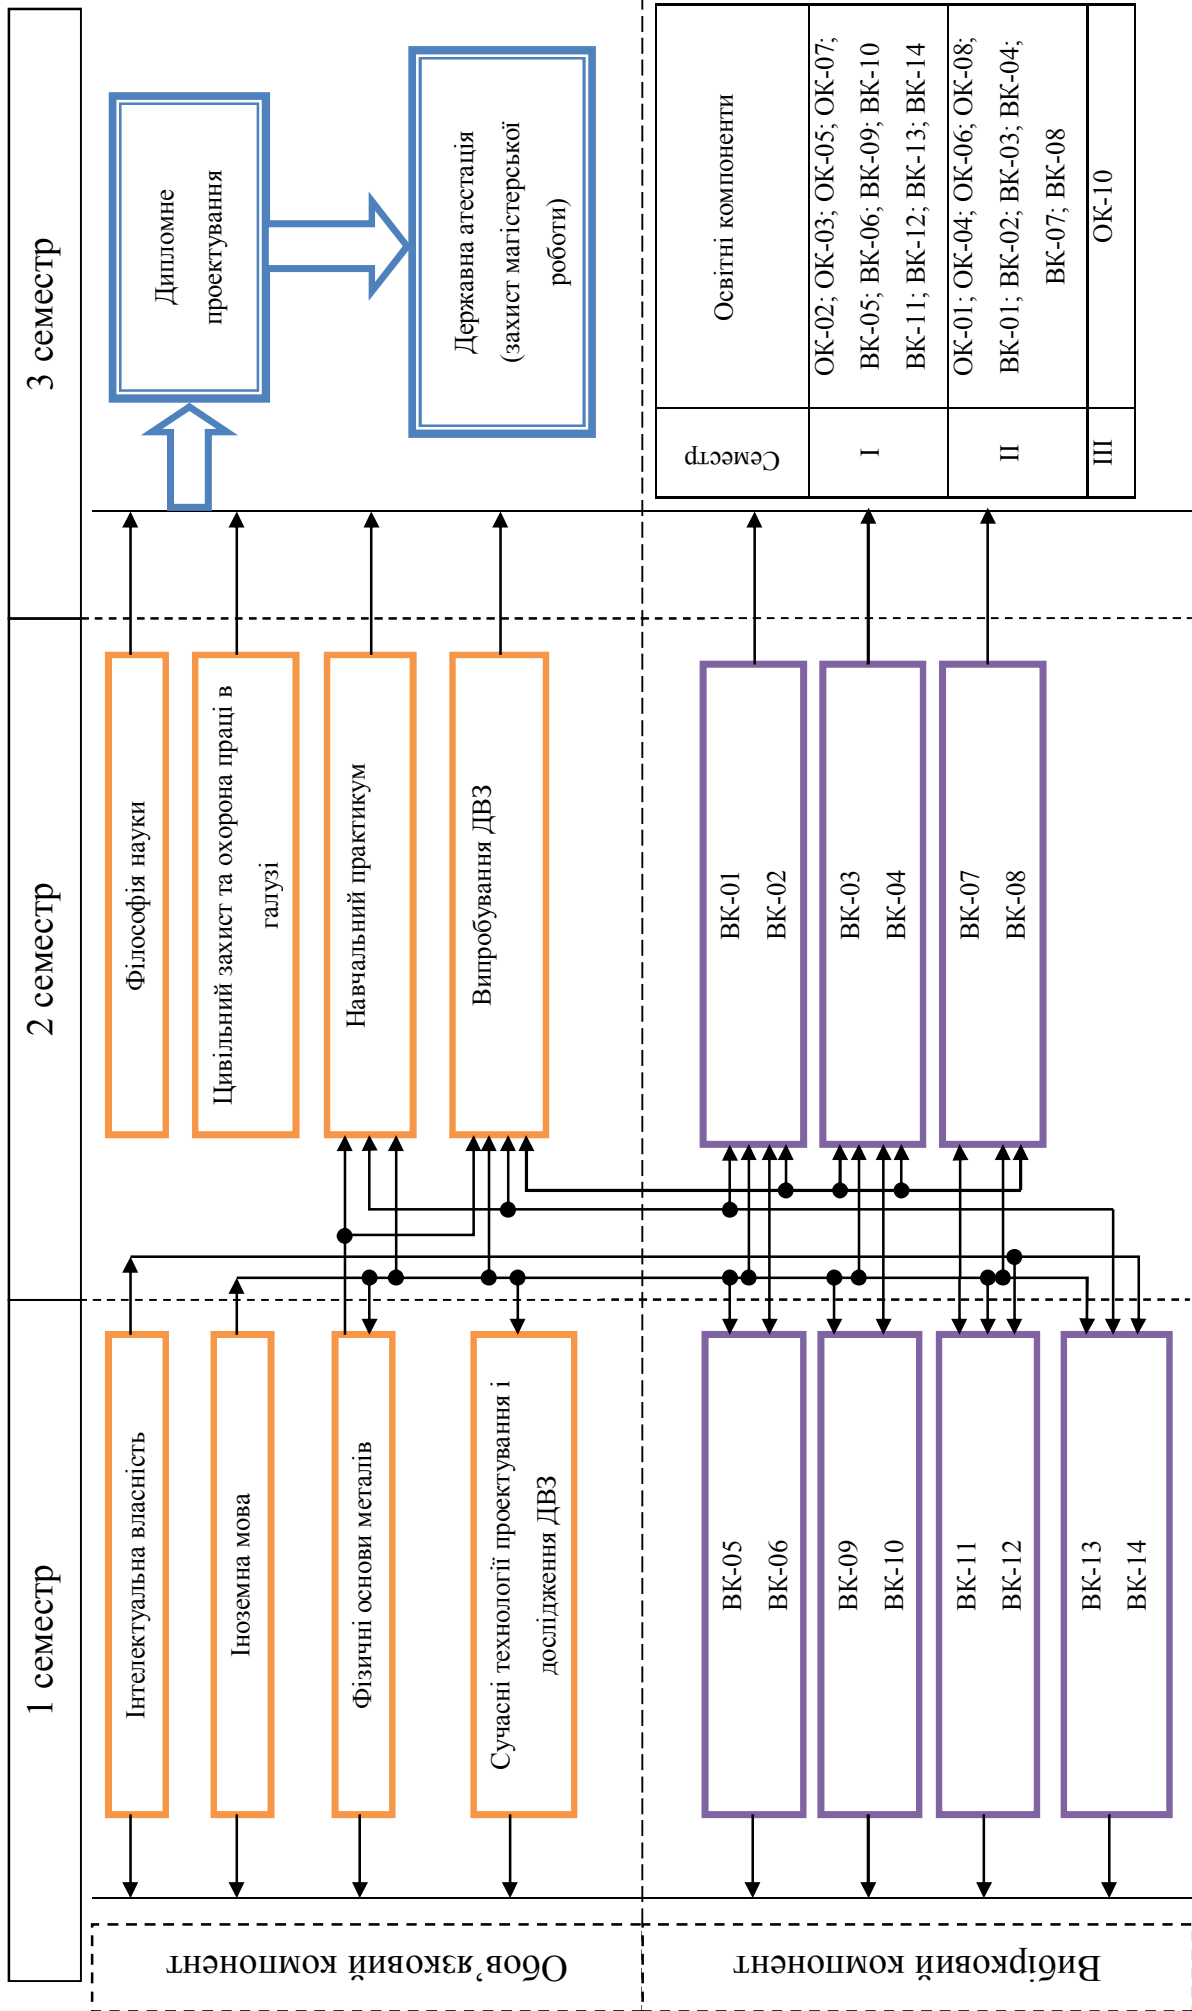 1 семестр
2 семестр
3 семестр
Обов’язковий компонент
Інтелектуальна власність
Іноземна мова
Фізичні основи металів
Сучасні технології проектування і
дослідження ДВЗ
Філософія науки
Цивільний захист та охорона праці в
галузі
Навчальний практикум
Випробування ДВЗ
Дипломне
проектування
Державна атестація
(захист магістерської
роботи)
Вибірковий компонент
ВК-05
ВК-06
ВК-09
ВК-10
ВК-11
ВК-12
ВК-13
ВК-14
ВК-01
ВК-02
ВК-03
ВК-04
ВК-07
ВК-08
Семестр
Освітні компоненти
I
ОК-02; ОК-03; ОК-05; ОК-07;
ВК-05; ВК-06; ВК-09; ВК-10
ВК-11; ВК-12; ВК-13; ВК-14
II
ОК-01; ОК-04; ОК-06; ОК-08;
ВК-01; ВК-02; ВК-03; ВК-04;
ВК-07; ВК-08
III
ОК-10